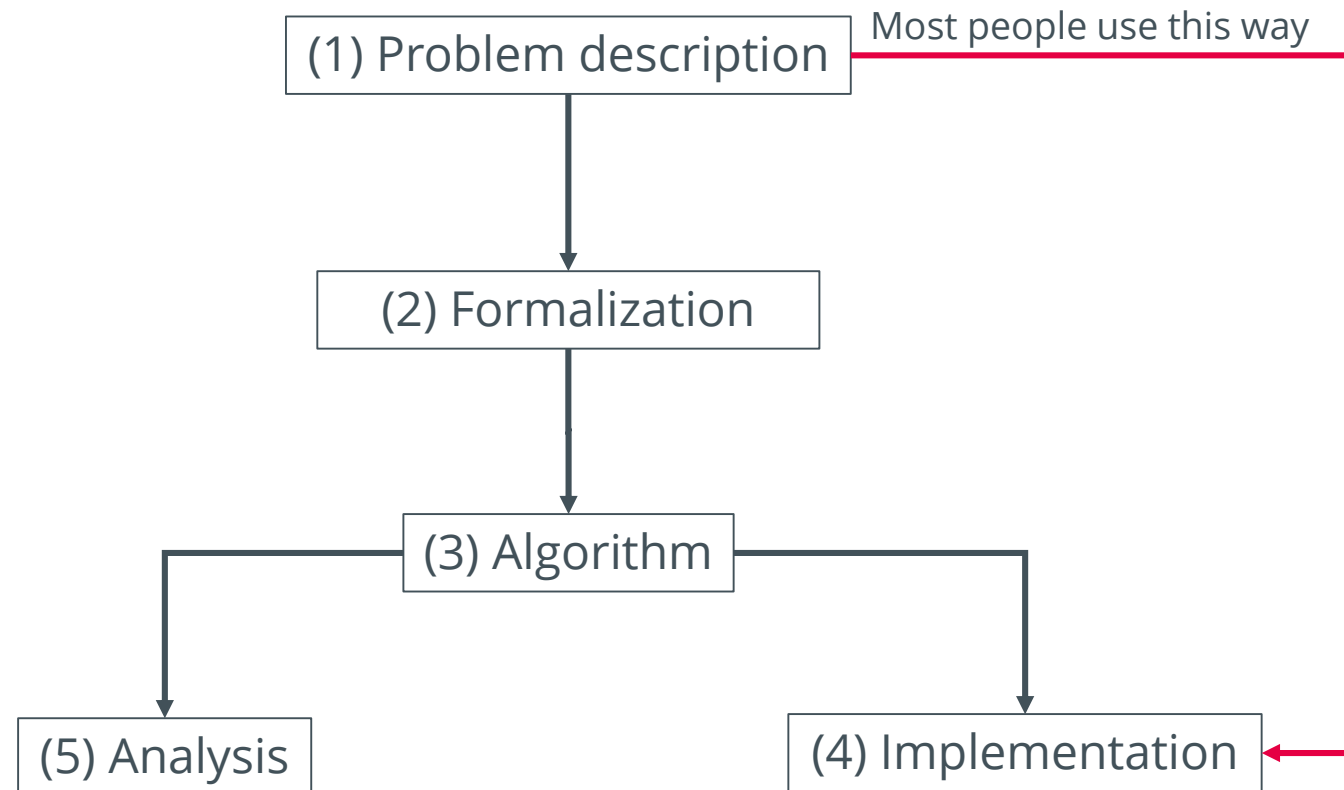 (1) Problem description
Most people use this way
(2) Formalization
(3) Algorithm
(5) Analysis
(4) Implementation